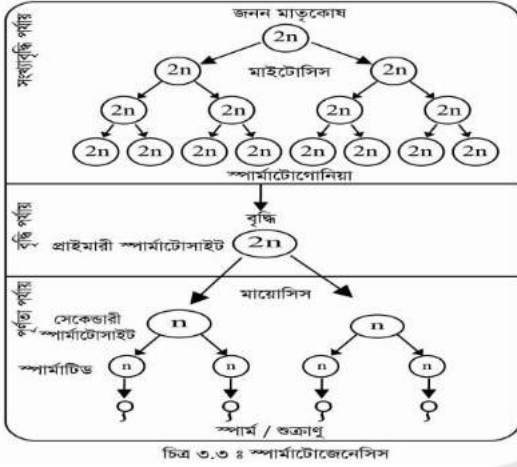 জনন মাতৃকোষ
2n
সংখ্যাবৃদ্ধি পর্যায়
2n মাইটোসিস 2n
2n 2n 2n 2n
2n 2n 2n 2n 2n 2n 2n 2n
স্পার্মাটোগোনিয়া
বৃদ্ধি পর্যায়
বৃদ্ধি
প্রাইমারী স্পার্মাটোসাইট 2n
পূর্ণতা পর্যায়
মায়োসিস
সেকেন্ডারী
স্পার্মাটোসাইট
n n
স্পার্মাটিড n n n n
স্পার্ম / শুক্রাণু
চিত্র ৩.৩ ঃ স্পার্মাটোজেনেসিস